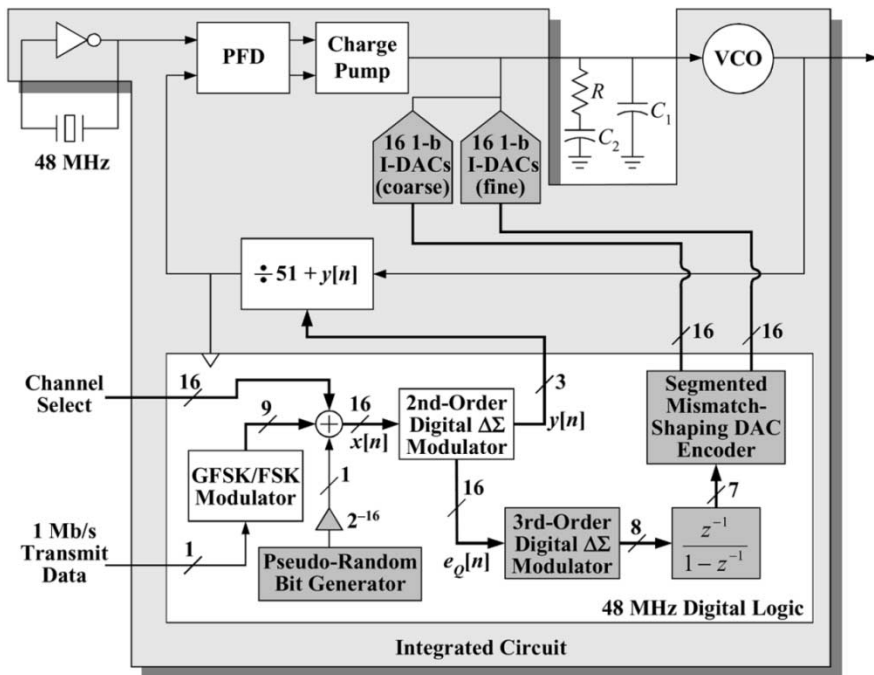 48 MHz
PFD
Charge
Pump
VCO
R
C2
C1
16 1-b
I-DACs
(coarse)
16 1-b
I-DACs
(fine)
÷ 51 + y[n]
16
16
Channel
Select
16
9
16
x[n]
2nd-Order
Digital ΔΣ
Modulator
3
y[n]
Segmented
Mismatch-
Shaping DAC
Encoder
GFSK/FSK
Modulator
1
2^−16
16
7
1 Mb/s
Transmit
Data
1
Pseudo-Random
Bit Generator
eQ[n]
3rd-Order
Digital ΔΣ
Modulator
8
z^−1
1 − z^−1
48 MHz Digital Logic
Integrated Circuit